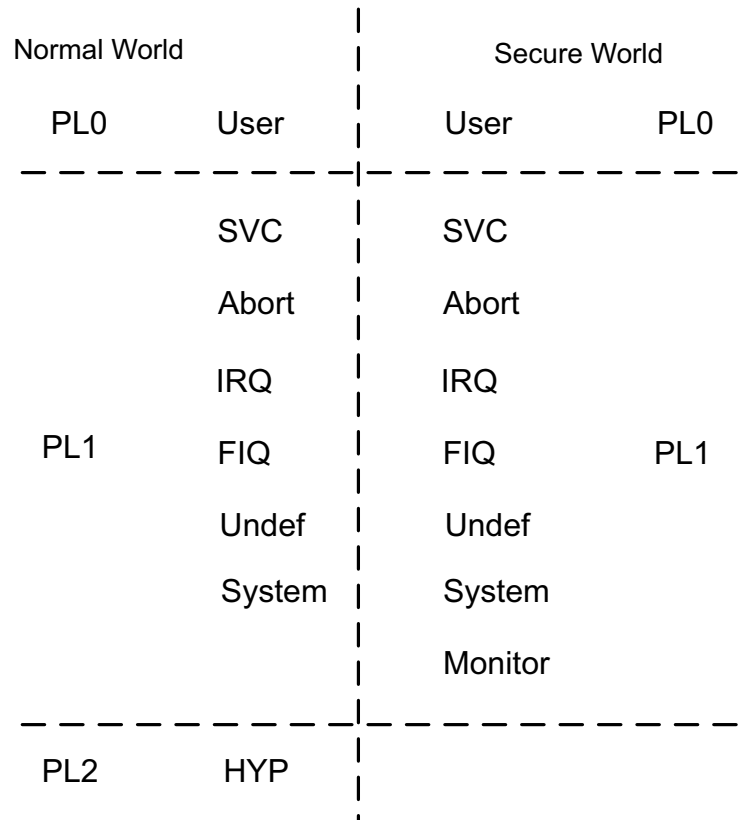 Normal World Secure World
PL0 User User PL0
SVC SVC
Abort Abort
IRQ IRQ
PL1 FIQ FIQ PL1
Undef Undef
System System
Monitor
PL2 HYP